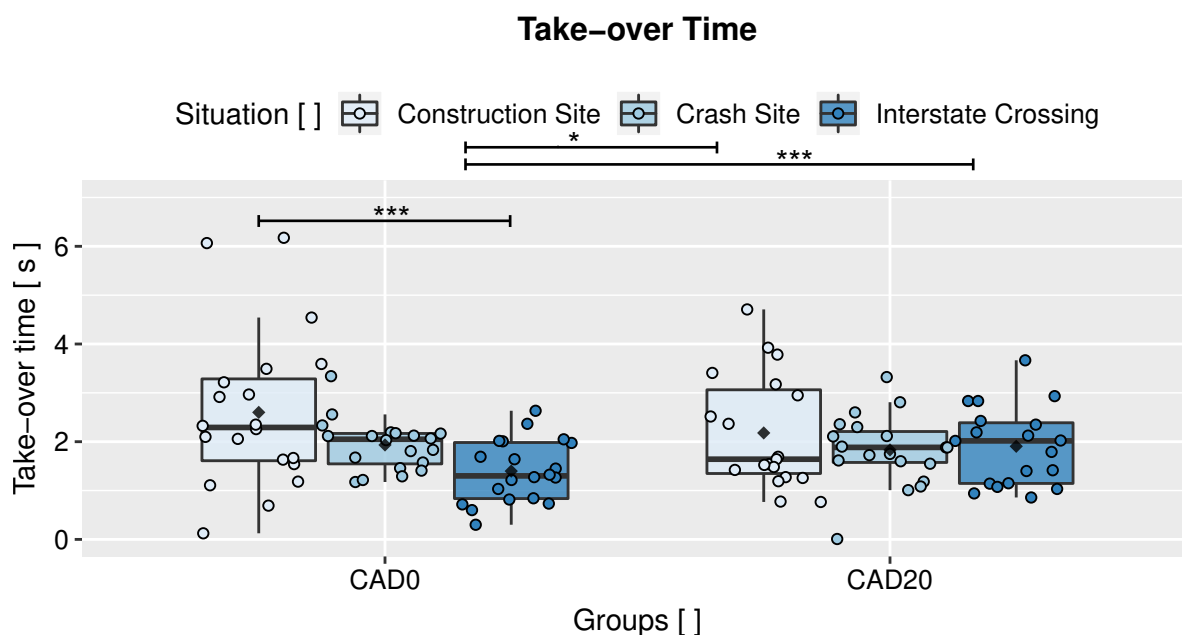 Take−over Time
Situation [ ] Construction Site Crash Site Interstate Crossing
*
***
***
Take−over time [ s ]
6
4
2
0
CAD0 CAD20
Groups [ ]